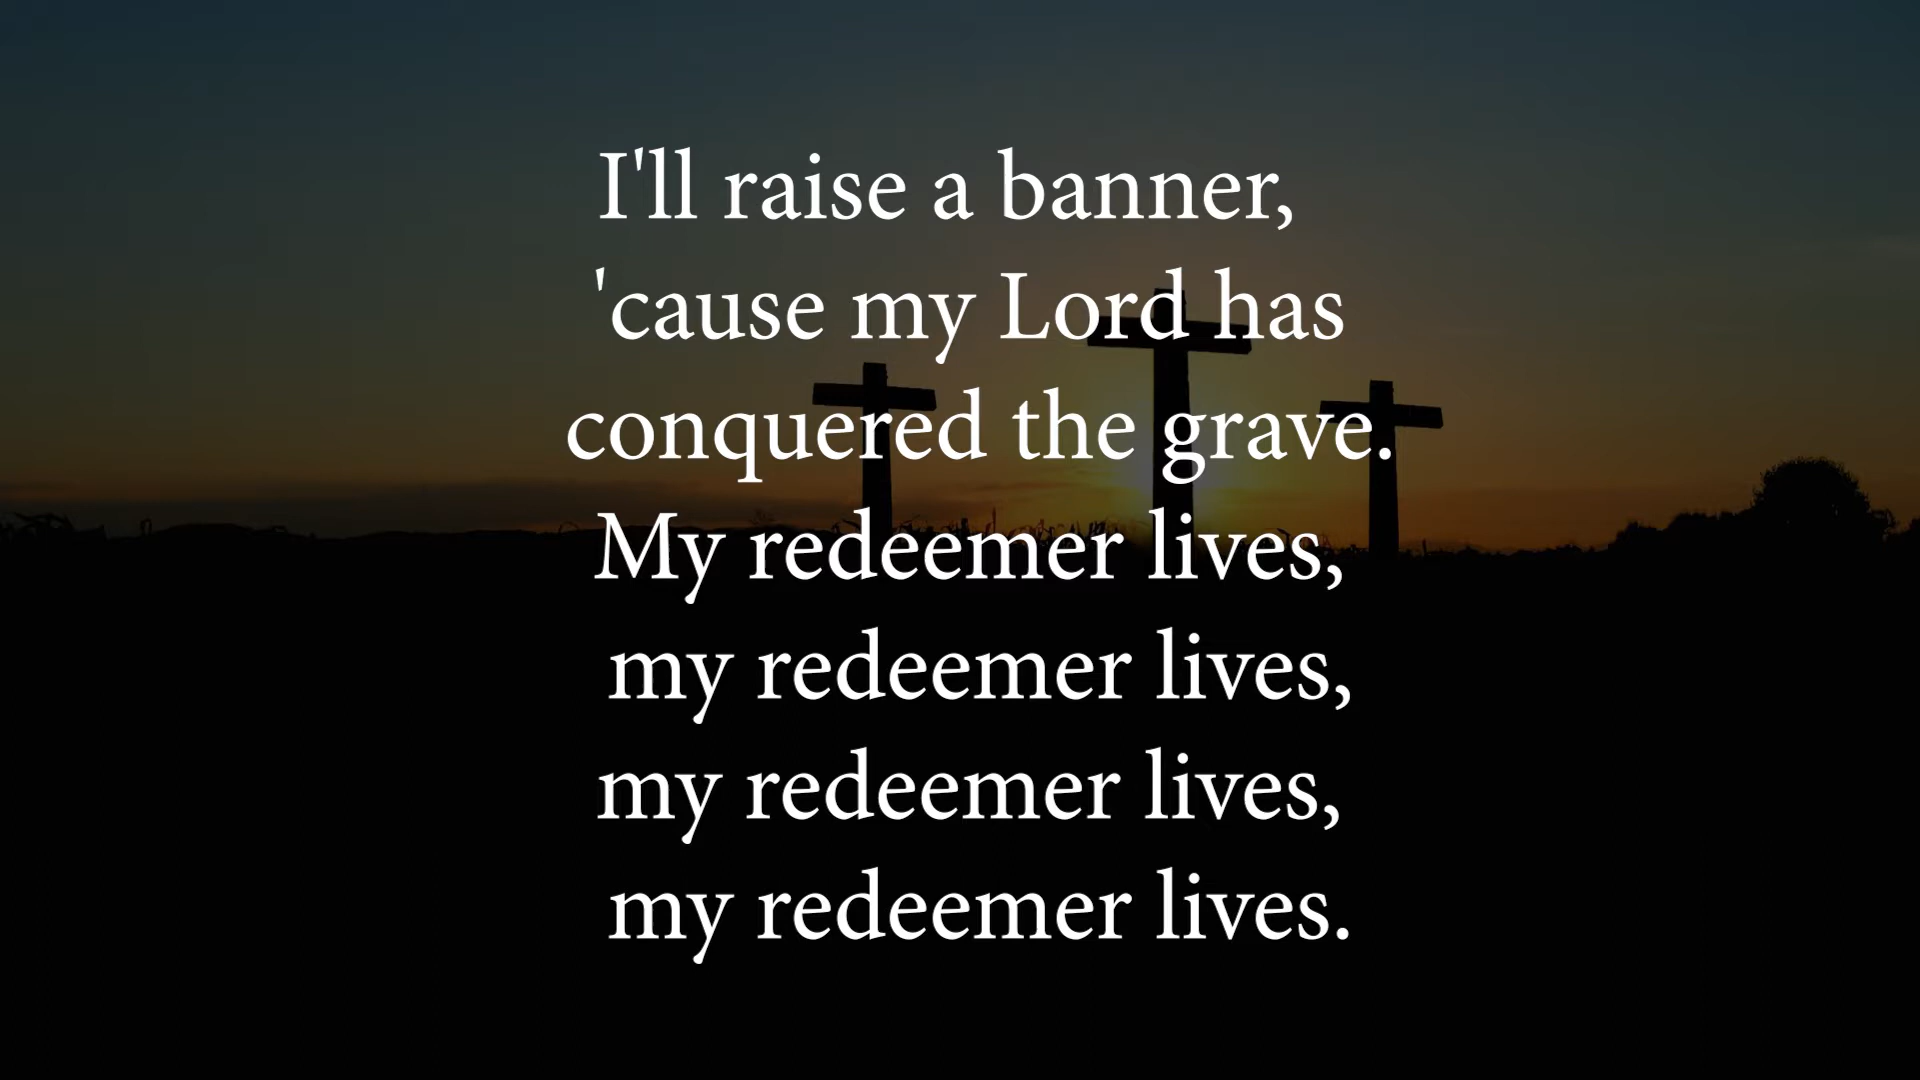 I'll raise a banner,
'cause my Lord has
conquered the grave.
My redeemer lives,
my redeemer lives,
my redeemer lives,
my redeemer lives.